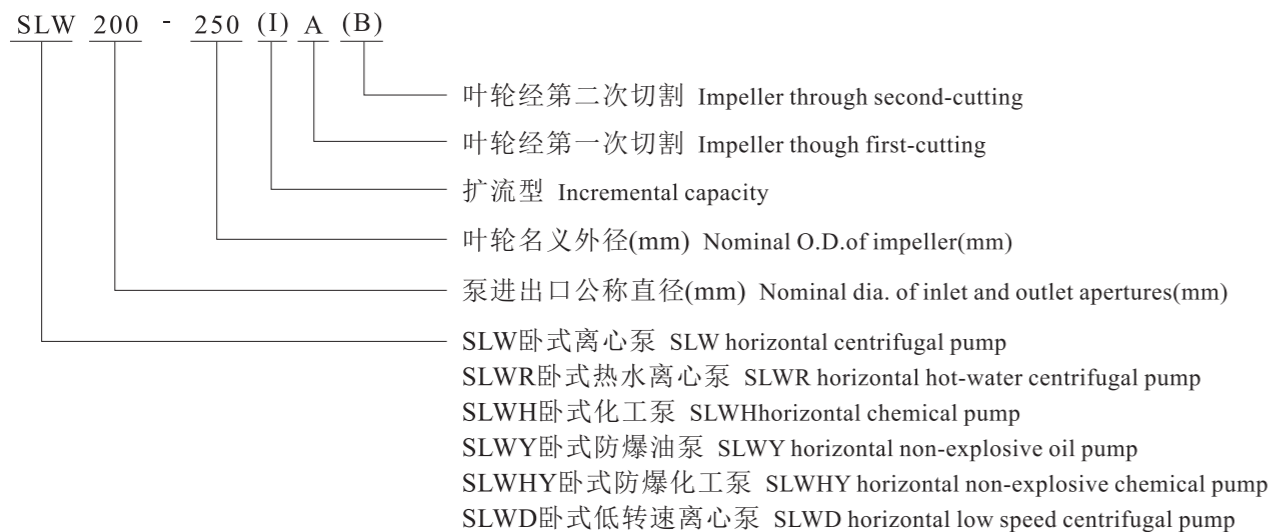 SLW 200 - 250 (I) A (B)
叶轮经第二次切割 Impeller through second-cutting
叶轮经第一次切割 Impeller though first-cutting
扩流型 Incremental capacity
叶轮名义外径(mm) Nominal O.D.of impeller(mm)
泵进出口公称直径(mm) Nominal dia. of inlet and outlet apertures(mm)
SLW卧式离心泵 SLW horizontal centrifugal pump
SLWR卧式热水离心泵 SLWR horizontal hot-water centrifugal pump
SLWH卧式化工泵 SLWHhorizontal chemical pump
SLWY卧式防爆油泵 SLWY horizontal non-explosive oil pump
SLWHY卧式防爆化工泵 SLWHY horizontal non-explosive chemical pump
SLWD卧式低转速离心泵 SLWD horizontal low speed centrifugal pump